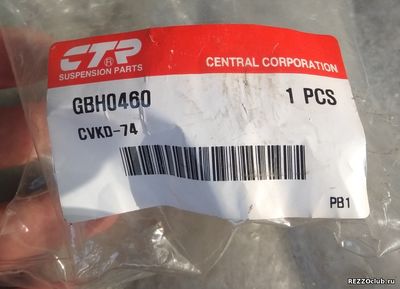 CTR ®
SUSPENSION PARTS
CENTRAL CORPORATION
GBH0460
1 PCS
CVKD-74
PB1
REZZOclub.ru